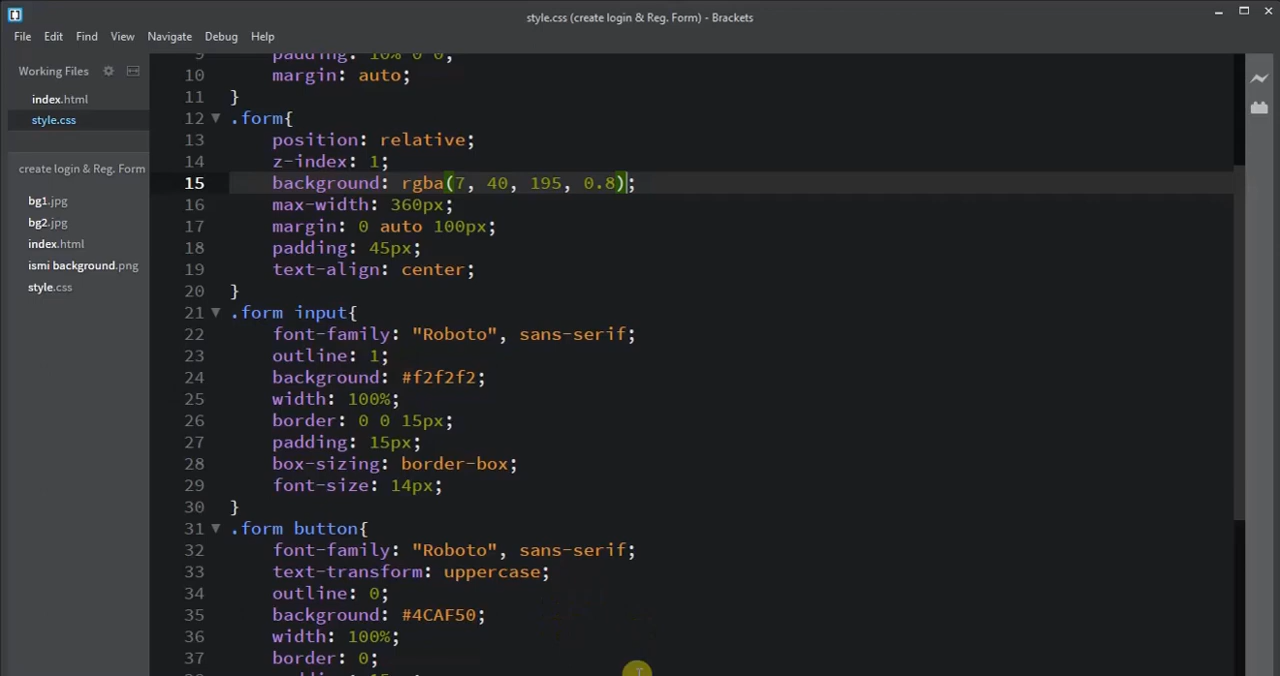 style.css (create login & Reg. Form) - Brackets
File Edit Find View Navigate Debug Help
Working Files
index.html
style.css
create login & Reg. Form
bg1.jpg
bg2.jpg
index.html
ismi background.png
style.css
9 padding: 10% 0 0;
10 margin: auto;
11 }
12 .form{
13 position: relative;
14 z-index: 1;
15 background: rgba(7, 40, 195, 0.8);
16 max-width: 360px;
17 margin: 0 auto 100px;
18 padding: 45px;
19 text-align: center;
20 }
21 .form input{
22 font-family: "Roboto", sans-serif;
23 outline: 1;
24 background: #f2f2f2;
25 width: 100%;
26 border: 0 0 15px;
27 padding: 15px;
28 box-sizing: border-box;
29 font-size: 14px;
30 }
31 .form button{
32 font-family: "Roboto", sans-serif;
33 text-transform: uppercase;
34 outline: 0;
35 background: #4CAF50;
36 width: 100%;
37 border: 0;